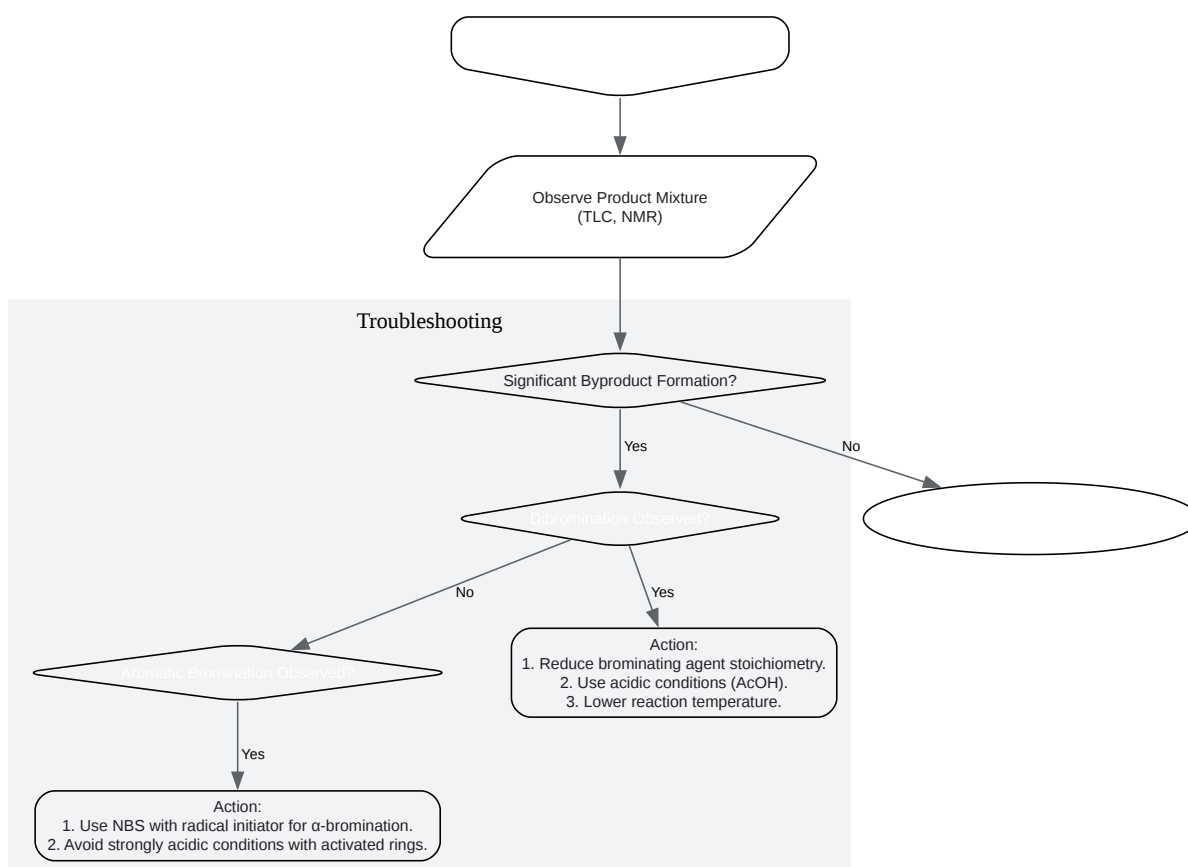 Observe Product Mixture
(TLC, NMR)
Troubleshooting
Significant Byproduct Formation?
Yes
No
Dibromination Observed?
No
Yes
Action:
1. Reduce brominating agent stoichiometry.
2. Use acidic conditions (AcOH).
3. Lower reaction temperature.
Aromatic Bromination Observed?
Yes
Action:
1. Use NBS with radical initiator for α-bromination.
2. Avoid strongly acidic conditions with activated rings.